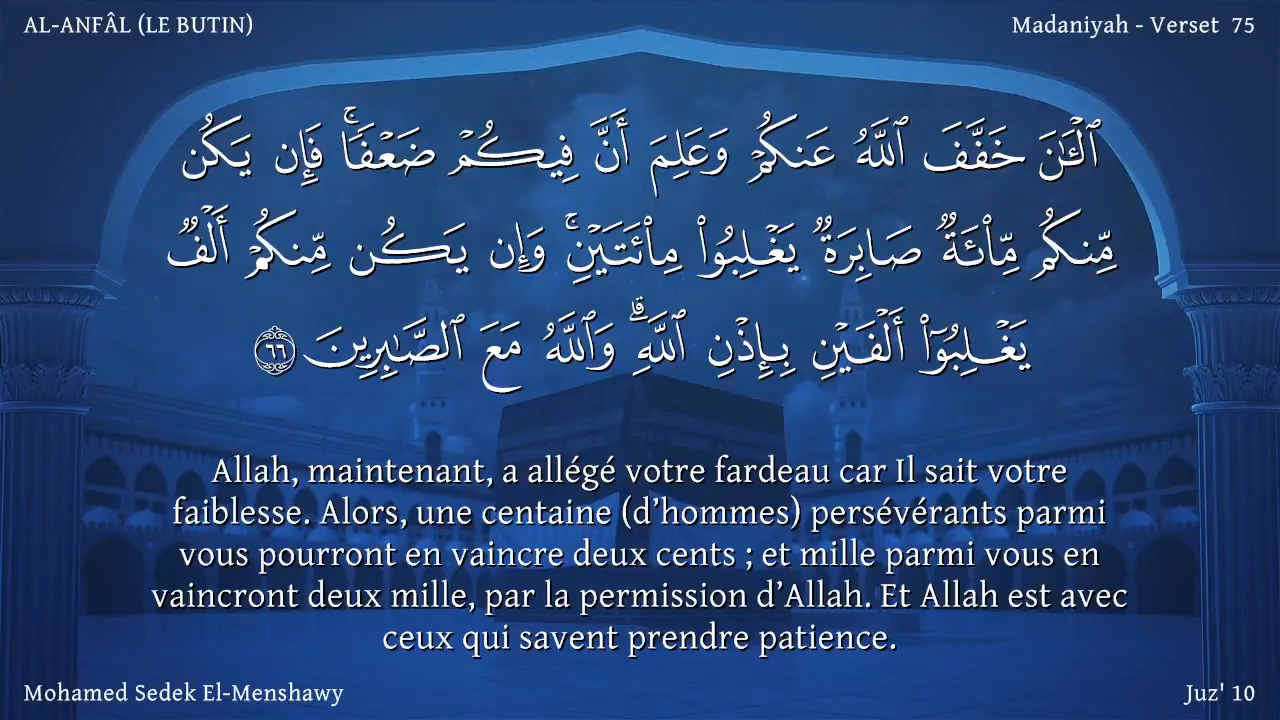 AL-ANFÂL (LE BUTIN)
Madaniyah - Verset 75
ٱلۡـَٰٔنَ خَفَّفَ ٱللَّهُ عَنكُمۡ وَعَلِمَ أَنَّ فِيكُمۡ ضَعۡفٗاۚ فَإِن يَكُن
مِّنكُم مِّاْئَةٞ صَابِرَةٞ يَغۡلِبُواْ مِاْئَتَيۡنِۚ وَإِن يَكُن مِّنكُمۡ أَلۡفٞ
يَغۡلِبُوٓاْ أَلۡفَيۡنِ بِإِذۡنِ ٱللَّهِۗ وَٱللَّهُ مَعَ ٱلصَّٰبِرِينَ ٦٦
Allah, maintenant, a allégé votre fardeau car Il sait votre
faiblesse. Alors, une centaine (d’hommes) persévérants parmi
vous pourront en vaincre deux cents ; et mille parmi vous en
vaincront deux mille, par la permission d’Allah. Et Allah est avec
ceux qui savent prendre patience.
Mohamed Sedek El-Menshawy
Juz' 10